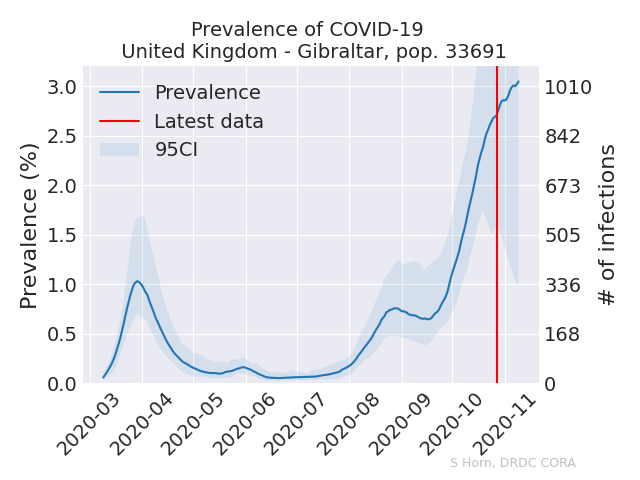 Prevalence of COVID-19
United Kingdom - Gibraltar, pop. 33691
Prevalence
Latest data
95CI
Prevalence (%)
3.0
2.5
2.0
1.5
1.0
0.5
0.0
1010
842
673
505
336
168
0
# of infections
2020-03
2020-04
2020-05
2020-06
2020-07
2020-08
2020-09
2020-10
2020-11
S Horn, DRDC CORA